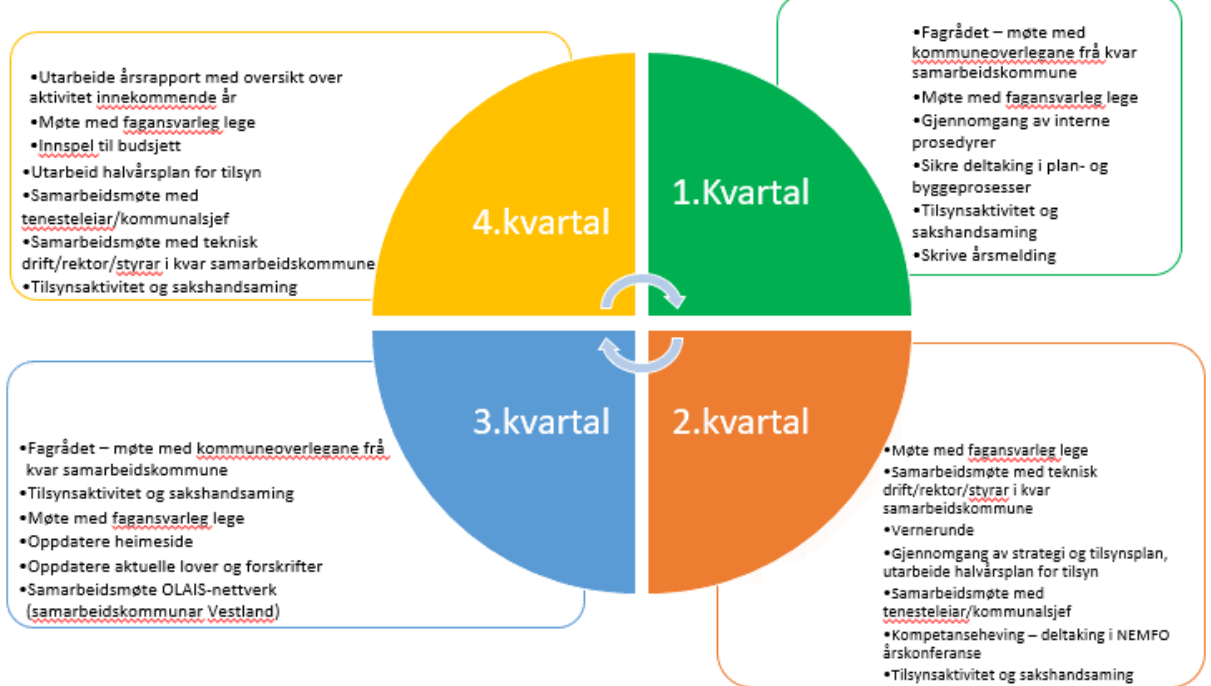 1.Kvartal
•Fagrådet – møte med
kommuneoverlegane frå kvar
samarbeidskommune
•Møte med fagansvarleg lege
•Gjennomgang av interne
prosedyrer
•Sikre deltaking i plan- og
byggeprosesser
•Tilsynsaktivitet og
sakshandsaming
•Skrive årsmelding
2.kvartal
•Møte med fagansvarleg lege
•Samarbeidsmøte med teknisk
drift/rektor/styrar i kvar
samarbeidskommune
•Vernerunde
•Gjennomgang av strategi og tilsynsplan,
utarbeide halvårsplan for tilsyn
•Samarbeidsmøte med
tenesteleiar/kommunalsjef
•Kompetanseheving – deltaking i NEMFO
årskonferanse
•Tilsynsaktivitet og sakshandsaming
3.kvartal
•Fagrådet – møte med kommuneoverlegane frå
kvar samarbeidskommune
•Tilsynsaktivitet og sakshandsaming
•Møte med fagansvarleg lege
•Oppdatere heimeside
•Oppdatere aktuelle lover og forskrifter
•Samarbeidsmøte OLAIS-nettverk
(samarbeidskommunar Vestland)
4.kvartal
•Utarbeide årsrapport med oversikt over
aktivitet innekommende år
•Møte med fagansvarleg lege
•Innspel til budsjett
•Utarbeid halvårsplan for tilsyn
•Samarbeidsmøte med
tenesteleiar/kommunalsjef
•Samarbeidsmøte med teknisk
drift/rektor/styrar i kvar samarbeidskommune
•Tilsynsaktivitet og sakshandsaming